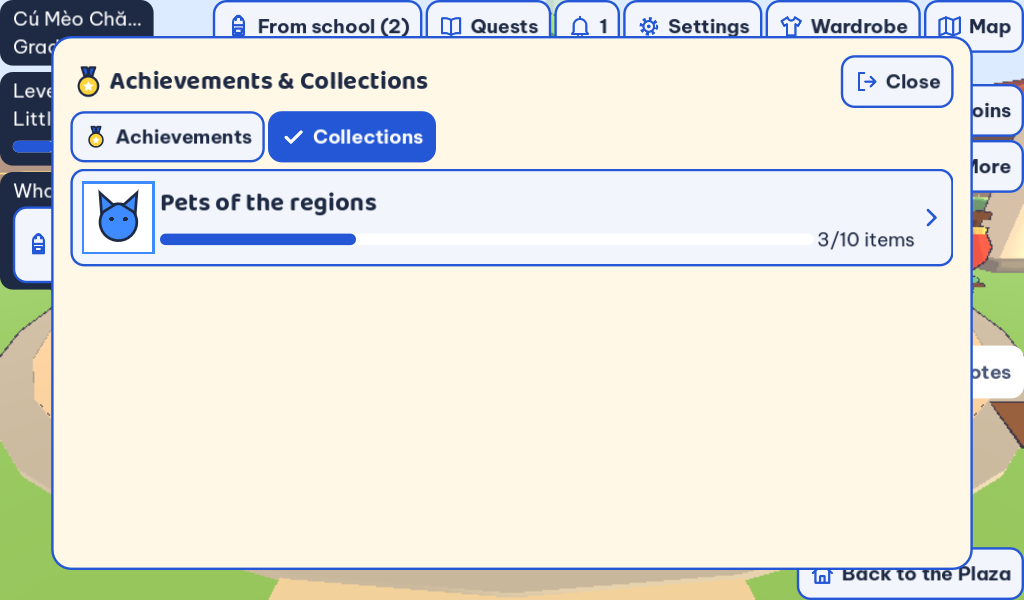 Cú Mèo Chă...
From school (2)
Quests
1
Settings
Wardrobe
Map
Achievements & Collections
Close
Achievements
Collections
Pets of the regions
3/10 items
Back to the Plaza